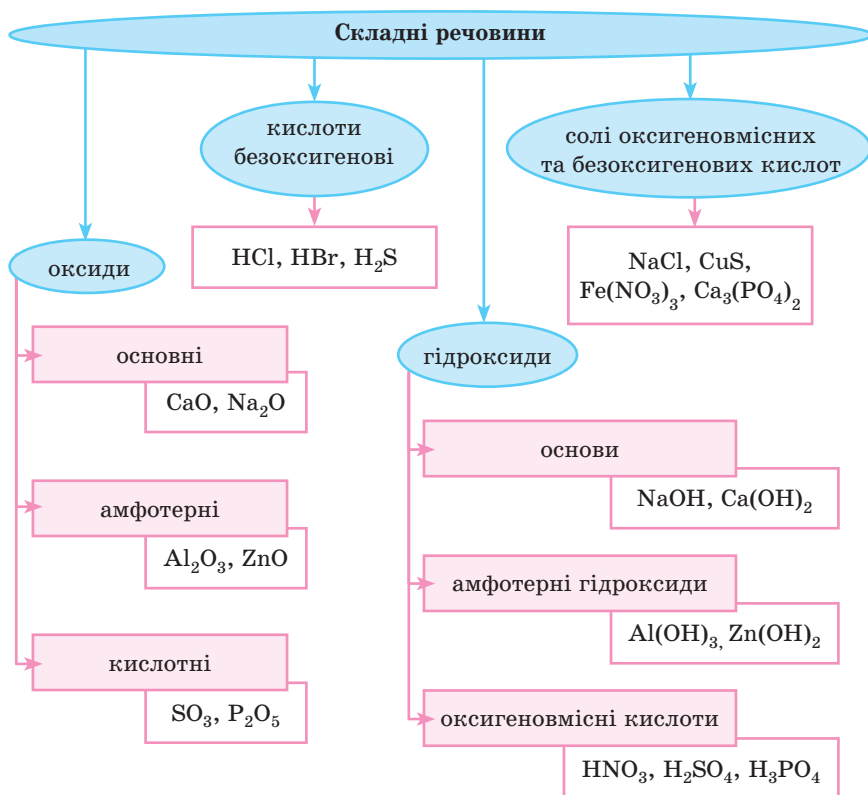 Складні речовини
кислоти
безоксигенові
HCl, HBr, H₂S
солі оксигеновмісних
та безоксигенових кислот
NaCl, CuS,
Fe(NO₃)₃, Ca₃(PO₄)₂
оксиди
основні
CaO, Na₂O
амфотерні
Al₂O₃, ZnO
кислотні
SO₃, P₂O₅
гідроксиди
основи
NaOH, Ca(OH)₂
амфотерні гідроксиди
Al(OH)₃, Zn(OH)₂
оксигеновмісні кислоти
HNO₃, H₂SO₄, H₃PO₄